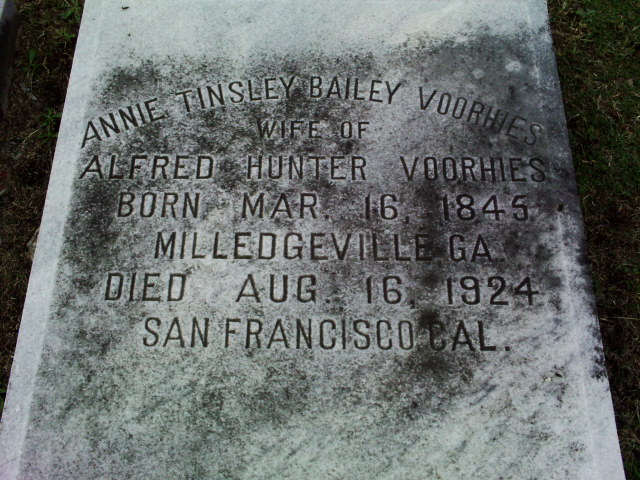 ANNIE TINSLEY BAILEY VOORHIES
WIFE OF
ALFRED HUNTER VOORHIES
BORN MAR. 16, 1845
MILLEDGEVILLE GA.
DIED AUG. 16, 1924
SAN FRANCISCO CAL.